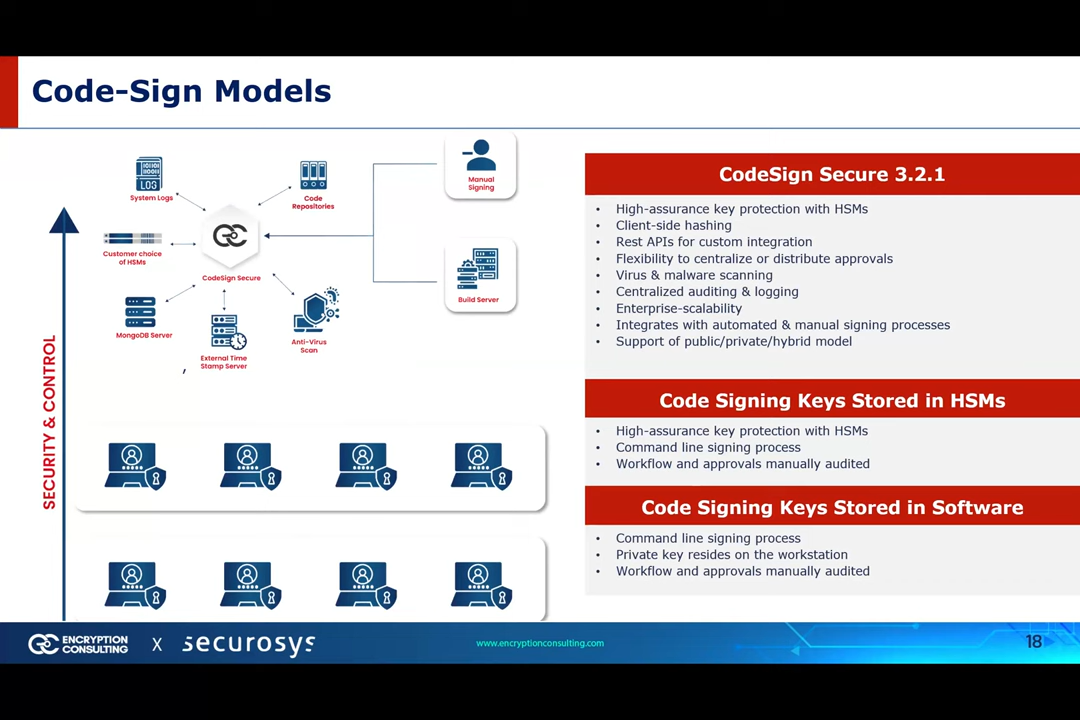 Code-Sign Models
LOG
System Logs
Code
Repositories
Manual
Signing
Customer choice
of HSMs
CodeSign Secure
Build Server
MongoDB Server
External Time
Stamp Server
Anti-Virus
Scan
SECURITY & CONTROL
CodeSign Secure 3.2.1
• High-assurance key protection with HSMs
• Client-side hashing
• Rest APIs for custom integration
• Flexibility to centralize or distribute approvals
• Virus & malware scanning
• Centralized auditing & logging
• Enterprise-scalability
• Integrates with automated & manual signing processes
• Support of public/private/hybrid model
Code Signing Keys Stored in HSMs
• High-assurance key protection with HSMs
• Command line signing process
• Workflow and approvals manually audited
Code Signing Keys Stored in Software
• Command line signing process
• Private key resides on the workstation
• Workflow and approvals manually audited
ENCRYPTION
CONSULTING
X
securosys
www.encryptionconsulting.com
18